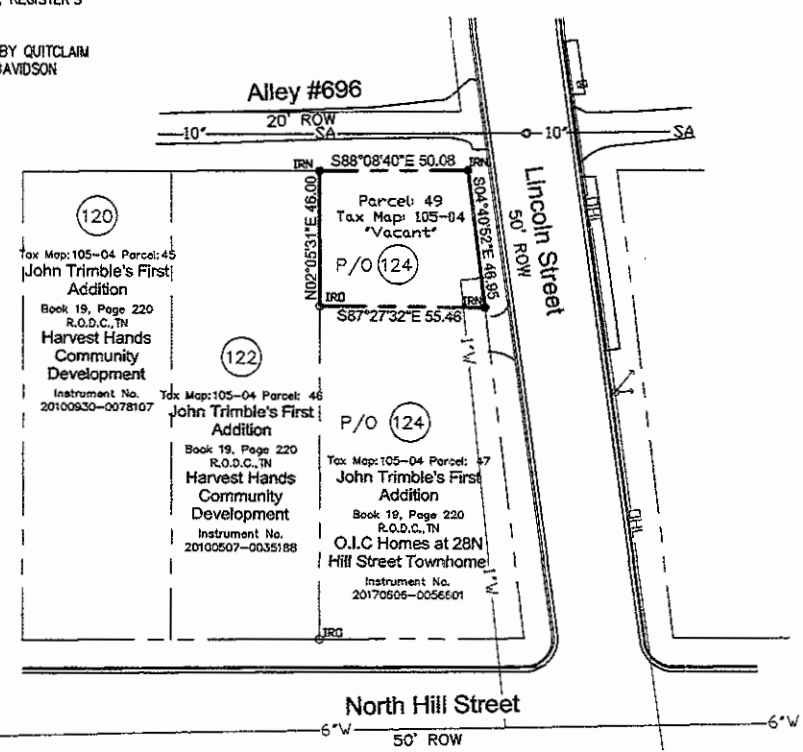 REGISTER'S
BY QUITCLAIM
DAVIDSON
Alley #696
20' ROW
10"
SA
10"
SA
IRN
S88°08'40"E 50.08
IRN
N02°05'31"E 46.00
Parcel: 49
Tax Map: 105-04
"Vacant"
P/O 124
S04°40'52"E 46.95
Lincoln Street
50' ROW
OHL
IRO
S87°27'32"E 55.46
IRN
1"W
120
Tax Map:105-04 Parcel:45
John Trimble's First
Addition
Book 19, Page 220
R.O.D.C.,TN
Harvest Hands
Community
Development
Instrument No.
20100930-0078107
122
Tax Map:105-04 Parcel: 46
John Trimble's First
Addition
Book 19, Page 220
R.O.D.C.,TN
Harvest Hands
Community
Development
Instrument No.
20100507-0035188
P/O 124
Tax Map:105-04 Parcel: 47
John Trimble's First
Addition
Book 19, Page 220
R.O.D.C.,TN
O.I.C Homes at 28N
Hill Street Townhome
Instrument No.
20170606-0056601
1"W
OHL
IRO
North Hill Street
6"W
50' ROW
6"W